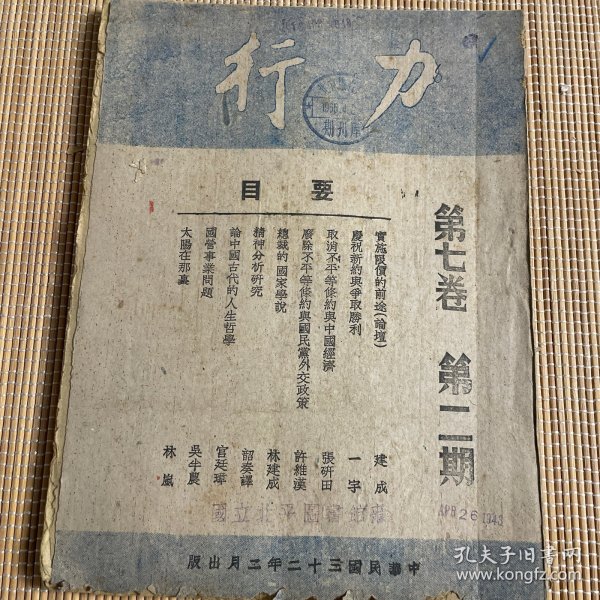 力行
第七卷 第二期
要目
實施限價的前途(論壇) 建成
慶祝新約與爭取勝利 一宇
取消不平等條約與中國經濟 張研田
廢除不平等條約與國民黨外交政策 許維漢
總裁的國家學說 林建成
精神分析研究 韶奏譯
論中國古代的人生哲學 官廷璋
國營事業問題 吳半農
太陽在那裏 林嵐
國立北平圖書館藏
APR 26 1943
中華民國三十二年二月出版
孔夫子旧书网
www.kongfz.com